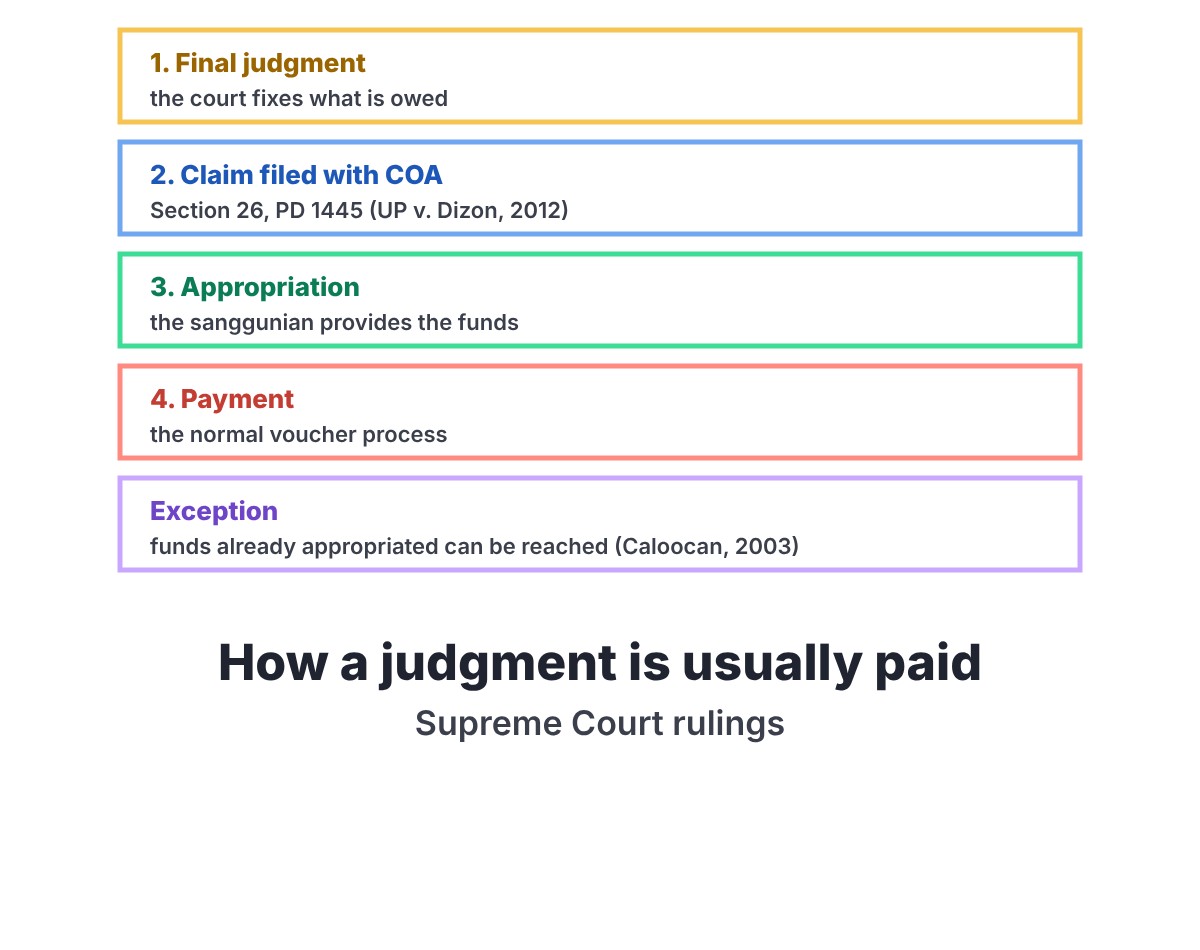 1. Final judgment
the court fixes what is owed
2. Claim filed with COA
Section 26, PD 1445 (UP v. Dizon, 2012)
3. Appropriation
the sanggunian provides the funds
4. Payment
the normal voucher process
Exception
funds already appropriated can be reached (Caloocan, 2003)
How a judgment is usually paid
Supreme Court rulings